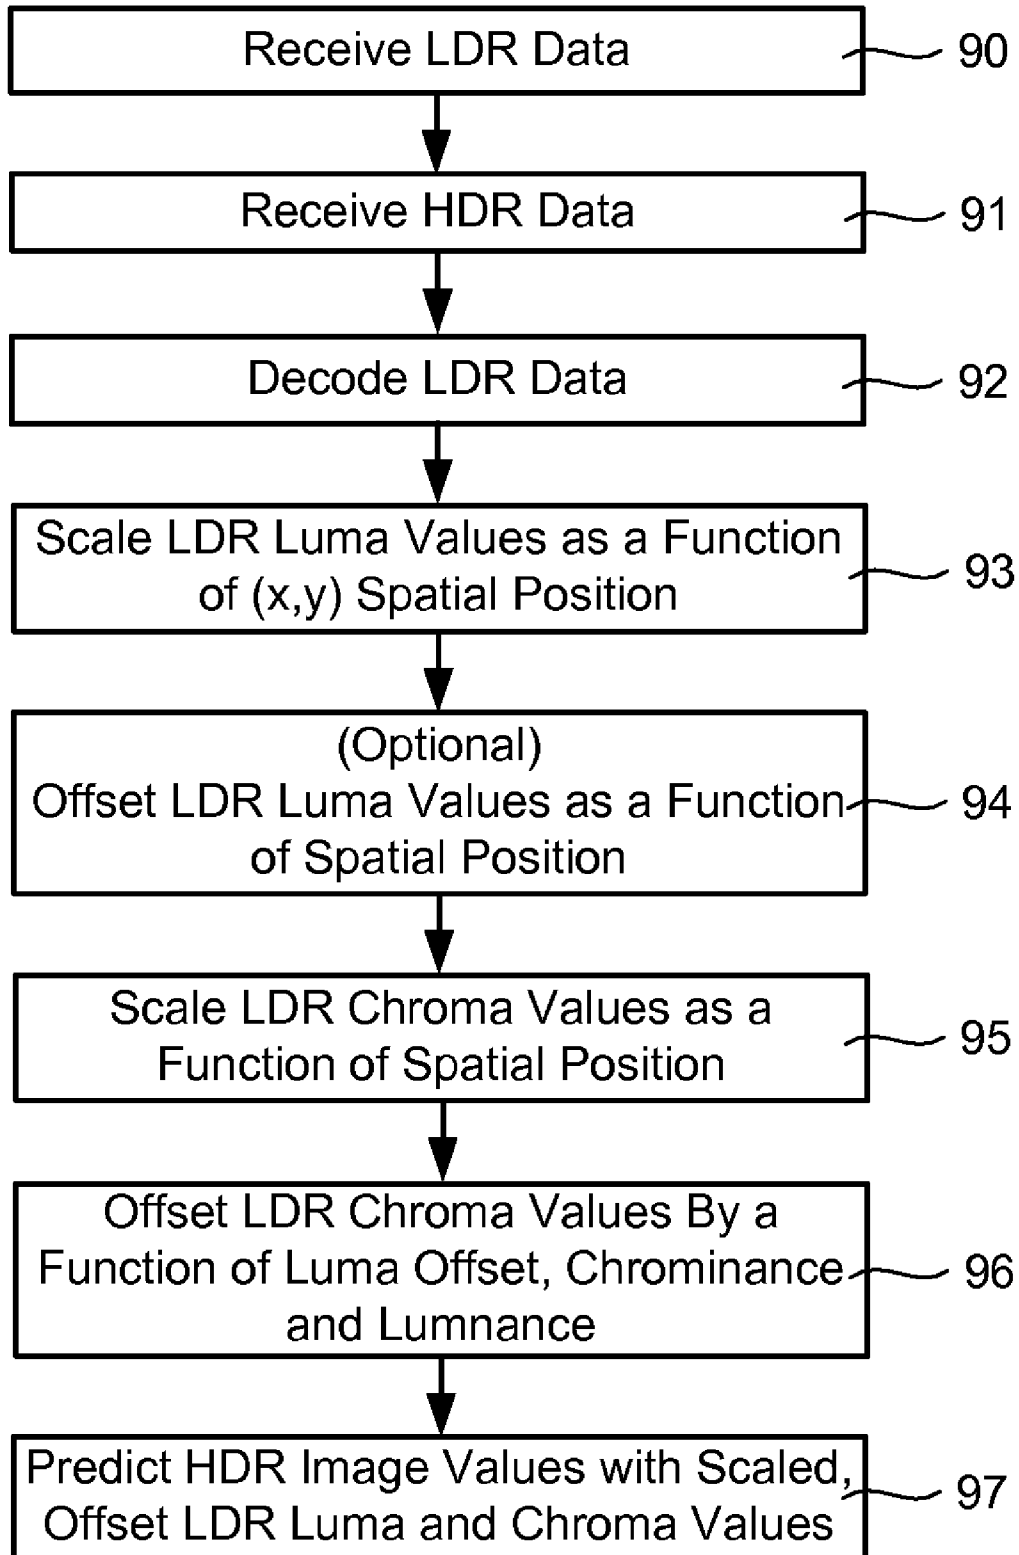 Receive LDR Data
90
Receive HDR Data
91
Decode LDR Data
92
Scale LDR Luma Values as a Function
of (x,y) Spatial Position
93
(Optional)
Offset LDR Luma Values as a Function
of Spatial Position
94
Scale LDR Chroma Values as a
Function of Spatial Position
95
Offset LDR Chroma Values By a
Function of Luma Offset, Chrominance
and Lumnance
96
Predict HDR Image Values with Scaled,
Offset LDR Luma and Chroma Values
97